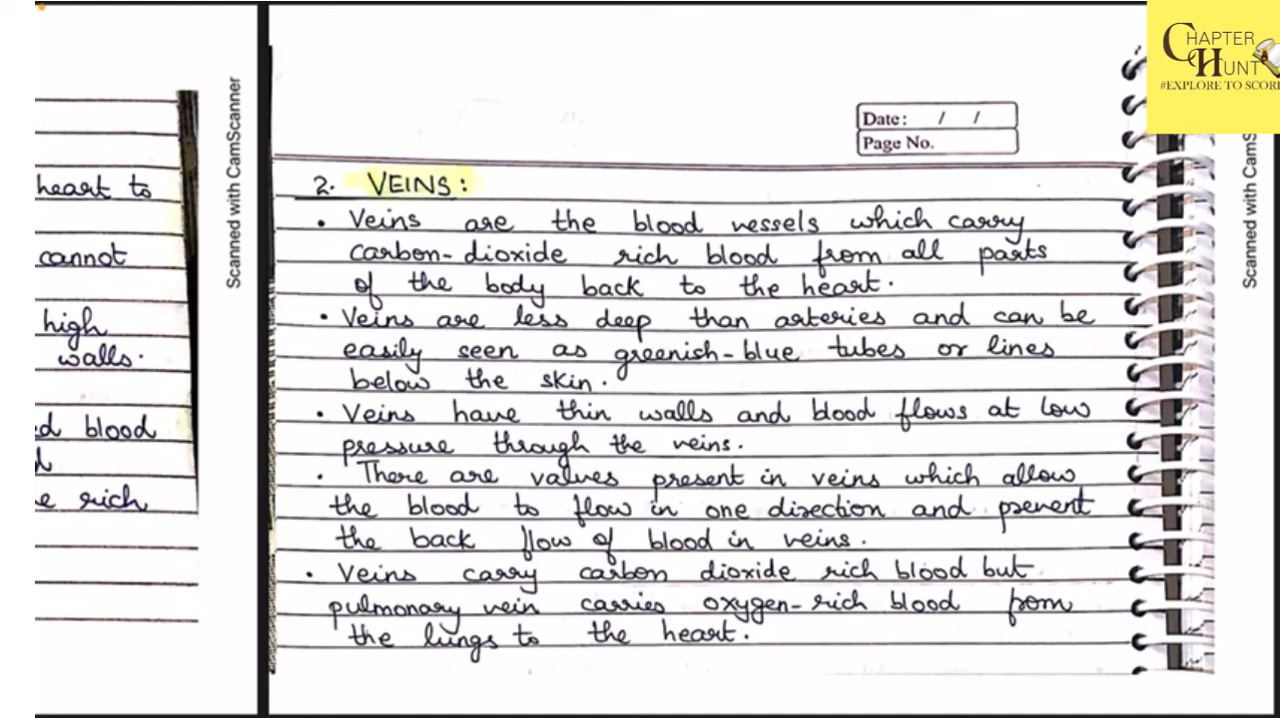 heart to
cannot
high
walls.
d blood
e rich
Scanned with CamScanner
CHAPTER
HUNT
#EXPLORE TO SCORE
Date: / /
Page No.
2. VEINS:
• Veins are the blood vessels which carry
carbon-dioxide rich blood from all parts
of the body back to the heart.
• Veins are less deep than arteries and can be
easily seen as greenish-blue tubes or lines
below the skin.
• Veins have thin walls and blood flows at low
pressure through the veins.
• There are values present in veins which allow
the blood to flow in one direction and prevent
the back flow of blood in veins.
• Veins carry carbon dioxide rich blood but
pulmonary vein carries oxygen-rich blood from
the lungs to the heart.
Scanned with CamS